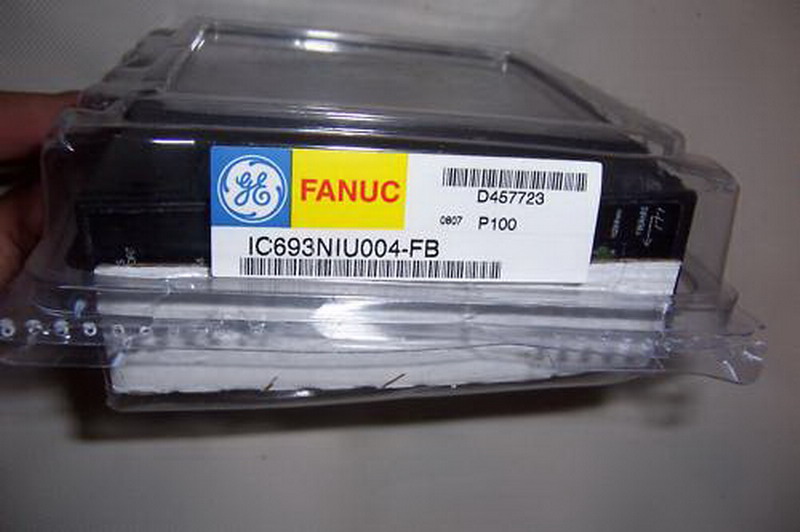 GE
FANUC
D457723
0807
P100
IC693NIU004-FB